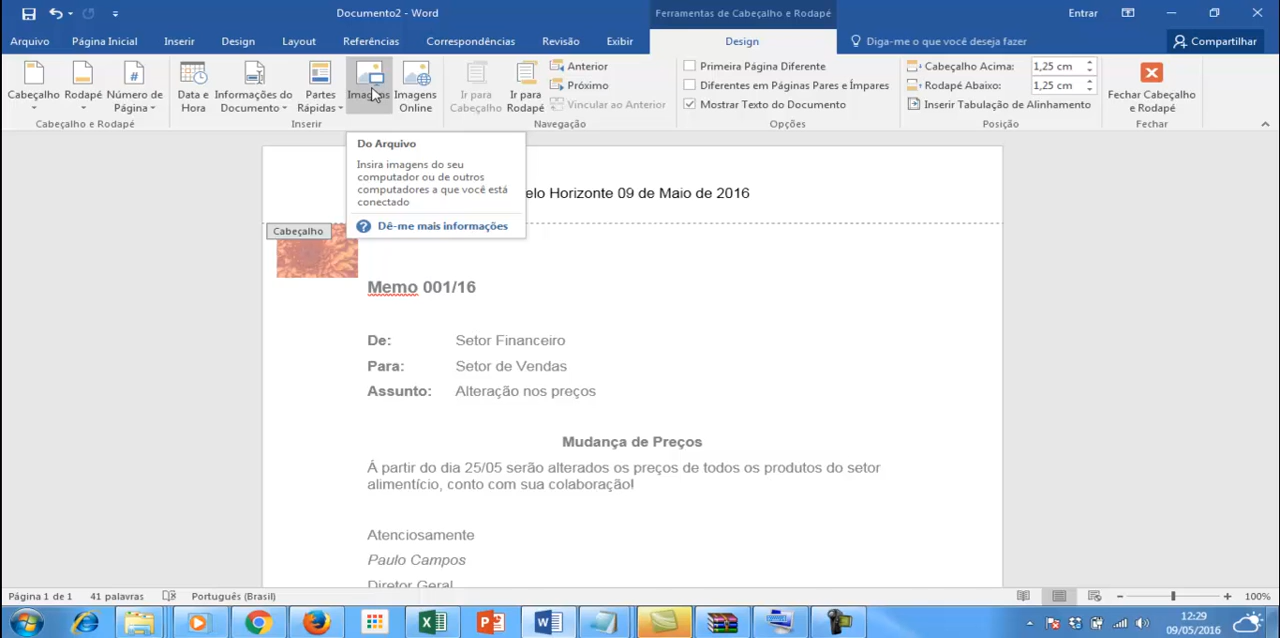 Documento2 - Word
Ferramentas de Cabeçalho e Rodapé
Entrar
Arquivo
Página Inicial
Inserir
Design
Layout
Referências
Correspondências
Revisão
Exibir
Design
Diga-me o que você deseja fazer
Compartilhar
Cabeçalho
Rodapé
Número de Página
Data e Hora
Informações do Documento
Partes Rápidas
Imagens Online
Ir para Cabeçalho
Ir para Rodapé
Anterior
Próximo
Vincular ao Anterior
Primeira Página Diferente
Diferentes em Páginas Pares e Ímpares
Mostrar Texto do Documento
Cabeçalho Acima: 1,25 cm
Rodapé Abaixo: 1,25 cm
Inserir Tabulação de Alinhamento
Fechar Cabeçalho e Rodapé
Cabeçalho e Rodapé
Inserir
Navegação
Opções
Posição
Fechar
Do Arquivo
Insira imagens do seu
computador ou de outros
computadores a que você está
conectado
Dê-me mais informações
elo Horizonte 09 de Maio de 2016
Cabeçalho
Memo 001/16
De: Setor Financeiro
Para: Setor de Vendas
Assunto: Alteração nos preços
Mudança de Preços
Á partir do dia 25/05 serão alterados os preços de todos os produtos do setor
alimentício, conto com sua colaboração!
Atenciosamente
Paulo Campos
Diretor Geral
Página 1 de 1
41 palavras
Português (Brasil)
100%
12:29
09/05/2016